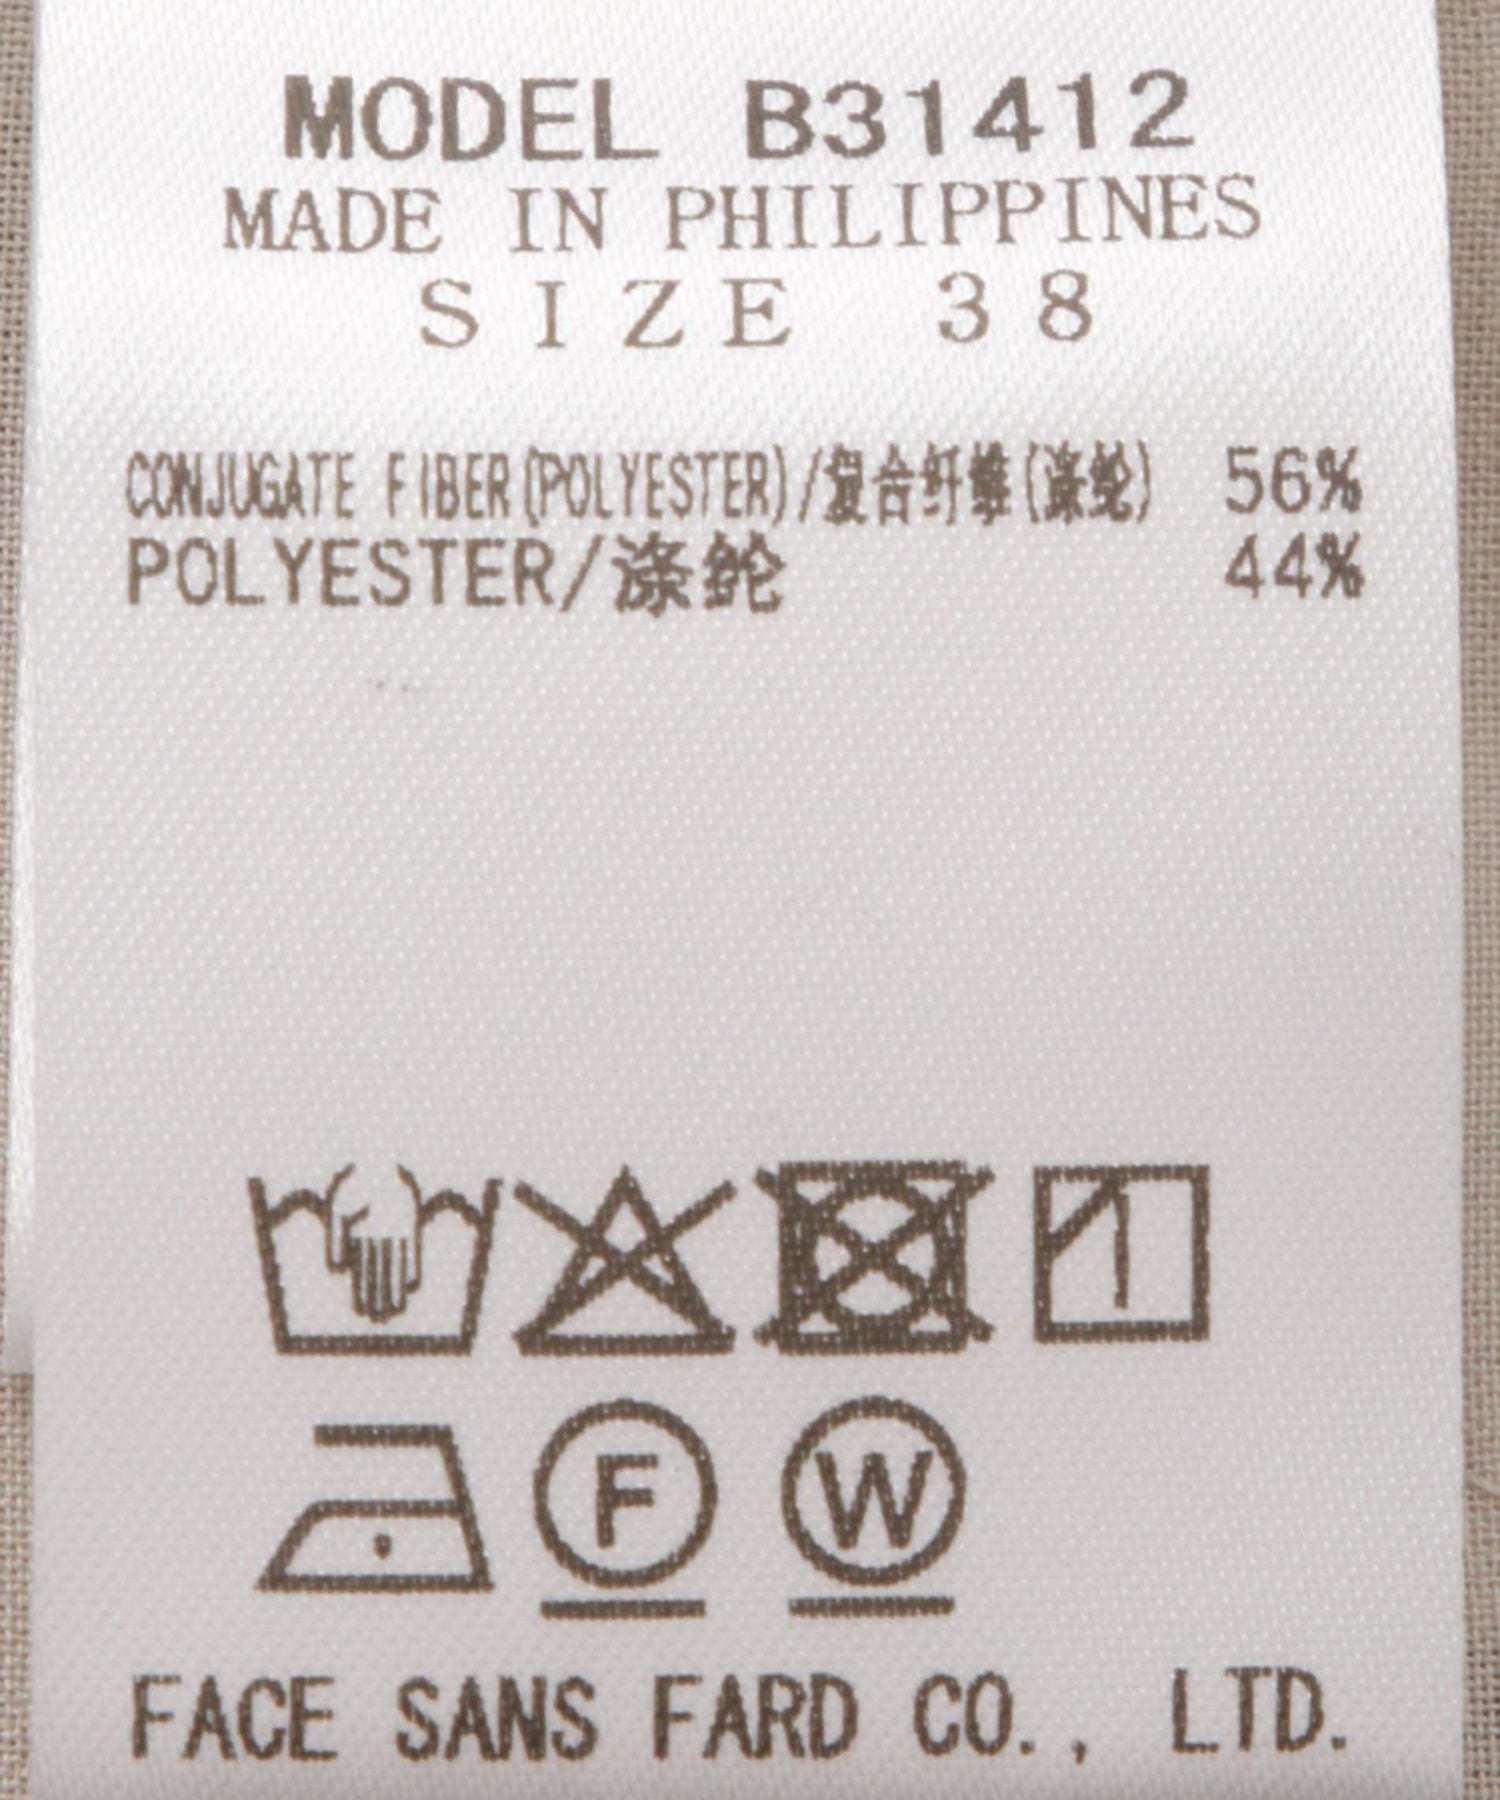 MODEL B31412
MADE IN PHILIPPINES
SIZE 38
CONJUGATE FIBER(POLYESTER)/复合纤维(涤纶) 56%
POLYESTER/涤纶 44%
F W
FACE SANS FARD CO., LTD.